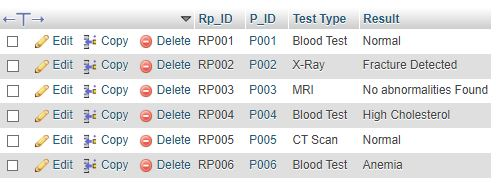 ←T→ Rp_ID P_ID Test Type Result
Edit Copy Delete RP001 P001 Blood Test Normal
Edit Copy Delete RP002 P002 X-Ray Fracture Detected
Edit Copy Delete RP003 P003 MRI No abnormalities Found
Edit Copy Delete RP004 P004 Blood Test High Cholesterol
Edit Copy Delete RP005 P005 CT Scan Normal
Edit Copy Delete RP006 P006 Blood Test Anemia